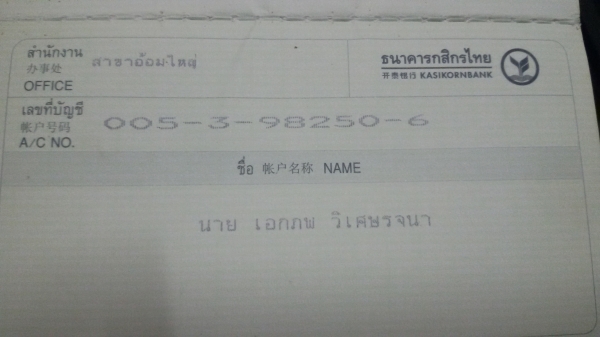 สำนักงาน
办事处
OFFICE
สาขาอ้อมใหญ่
ธนาคารกสิกรไทย
开泰银行 KASIKORNBANK
เลขที่บัญชี
帐户号码
A/C NO.
005-3-98250-6
ชื่อ 帐户名称 NAME
นาย เอกภพ วิเศษรจนา